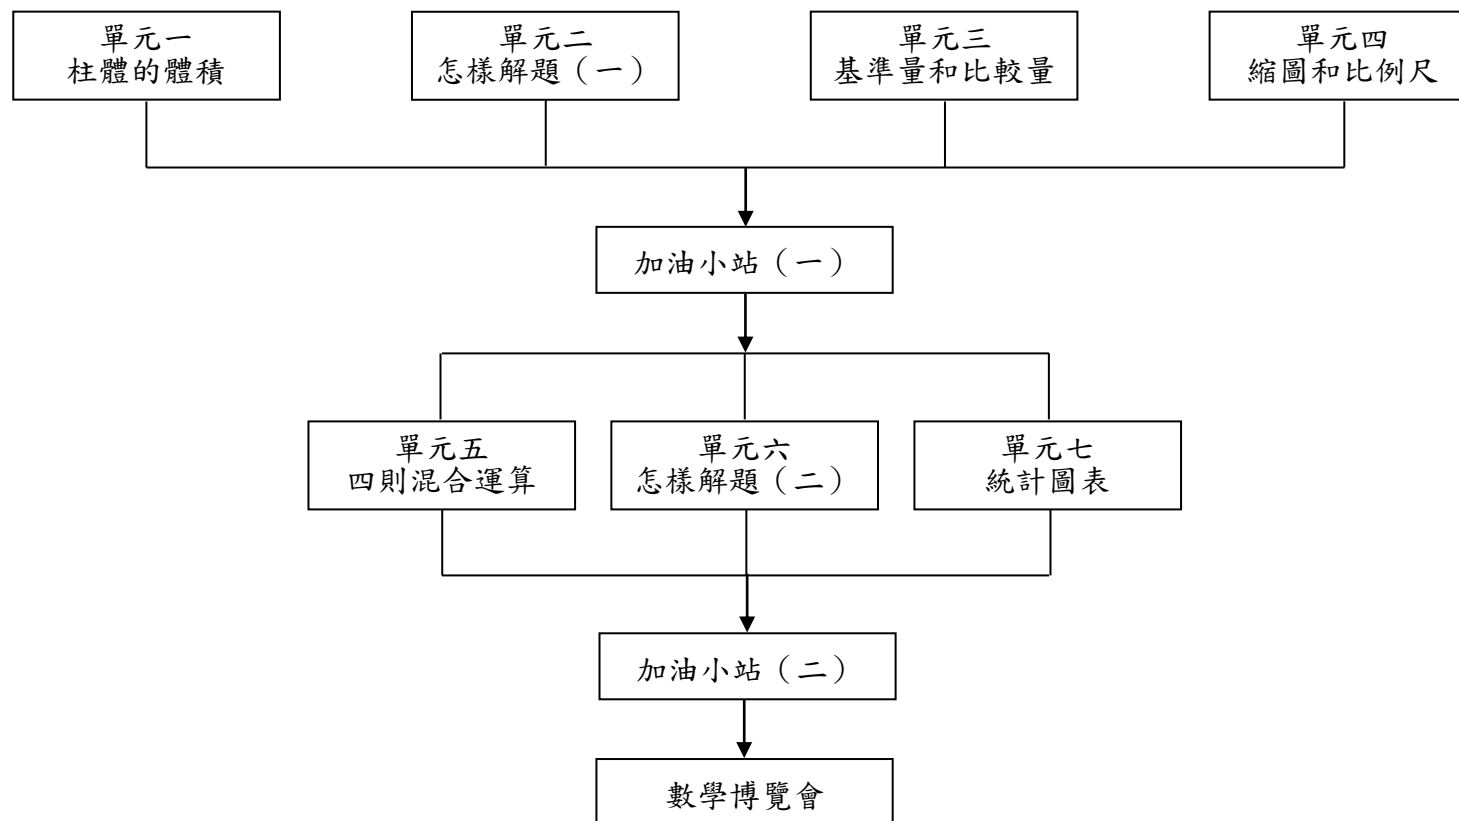 單元一
柱體的體積
單元二
怎樣解題（一）
單元三
基準量和比較量
單元四
縮圖和比例尺
加油小站（一）
單元五
四則混合運算
單元六
怎樣解題（二）
單元七
統計圖表
加油小站（二）
數學博覽會